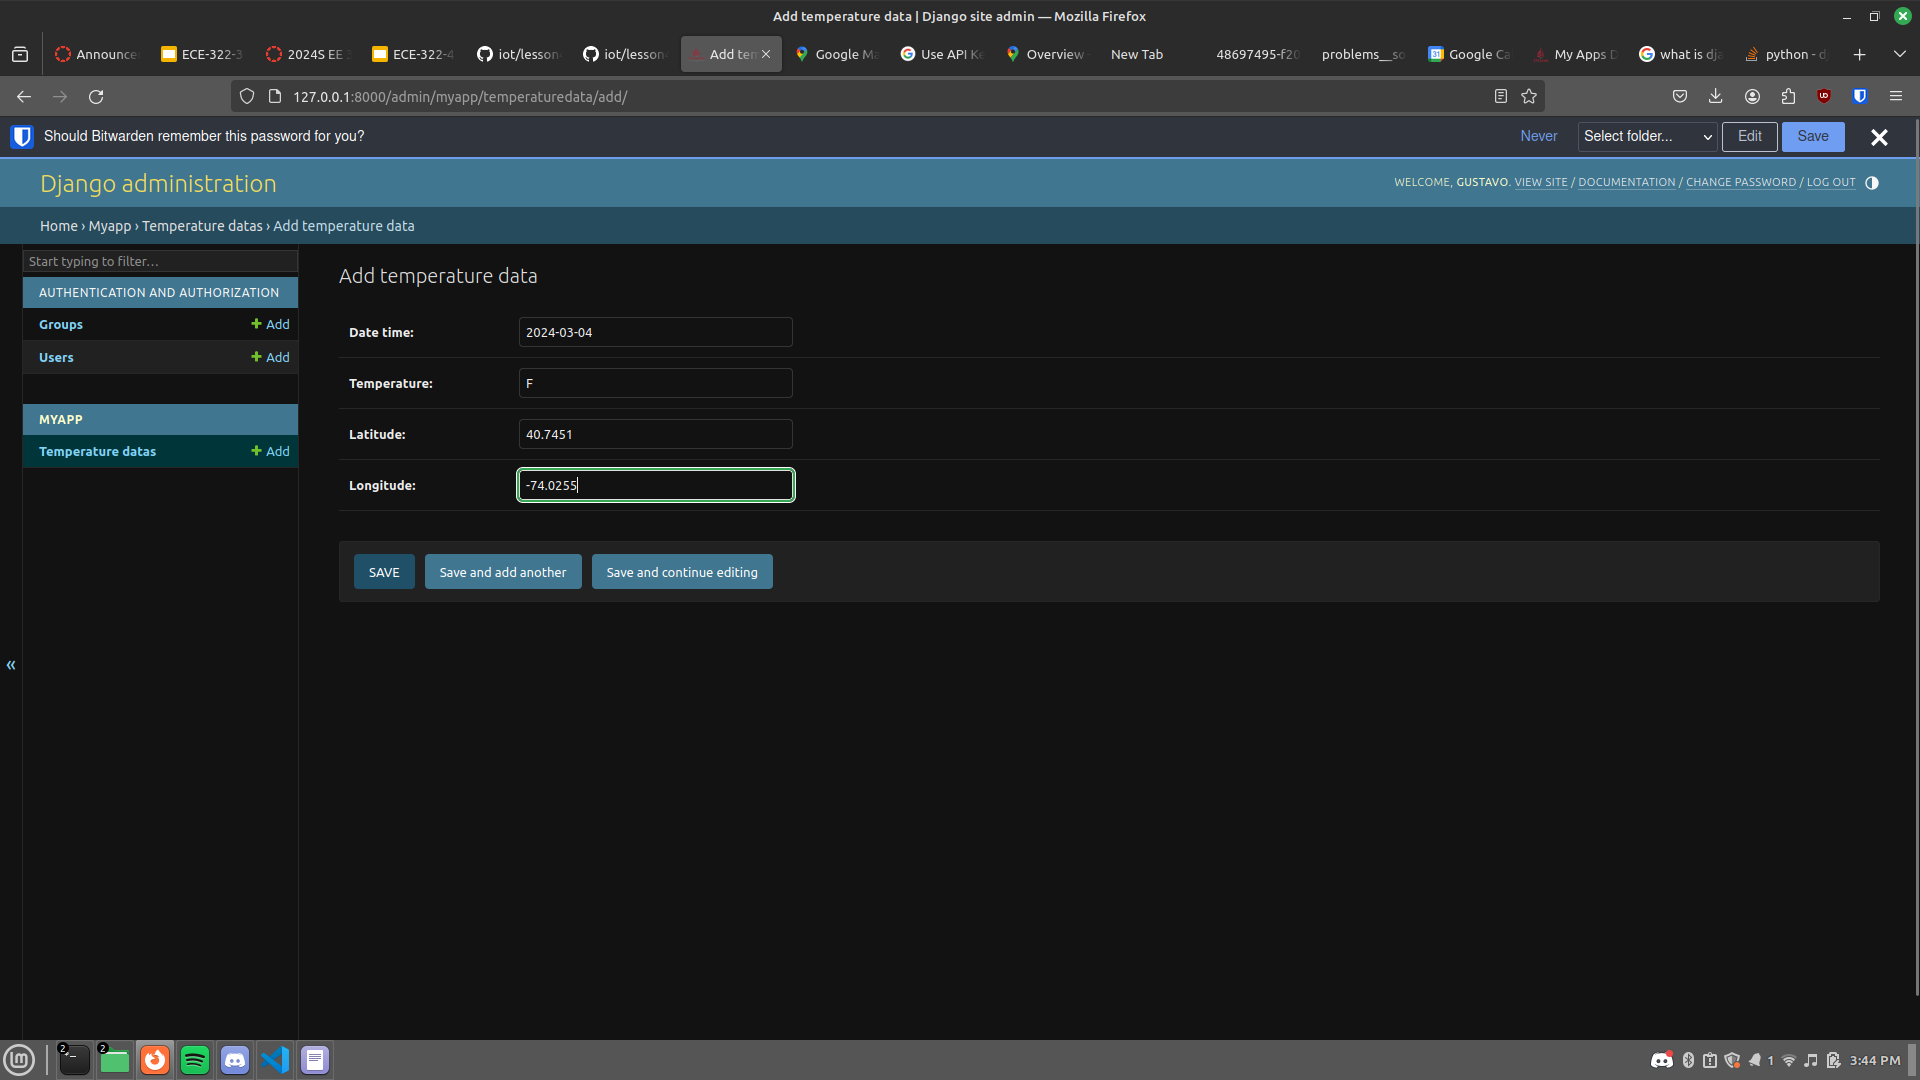 Add temperature data | Django site admin — Mozilla Firefox
Announce
ECE-322-3
2024S EE 3
ECE-322-4
iot/lesson
iot/lesson
Add tem
Google Ma
Use API Ke
Overview
New Tab
48697495-f20
problems__so
Google Ca
My Apps D
what is dja
python - d
127.0.0.1:8000/admin/myapp/temperaturedata/add/
Should Bitwarden remember this password for you?
Never
Select folder...
Edit
Save
Django administration
WELCOME, GUSTAVO. VIEW SITE / DOCUMENTATION / CHANGE PASSWORD / LOG OUT
Home › Myapp › Temperature datas › Add temperature data
Start typing to filter…
AUTHENTICATION AND AUTHORIZATION
Groups
Add
Users
Add
MYAPP
Temperature datas
Add
Add temperature data
Date time:
2024-03-04
Temperature:
F
Latitude:
40.7451
Longitude:
-74.0255
SAVE
Save and add another
Save and continue editing
«
2
2
1
3:44 PM